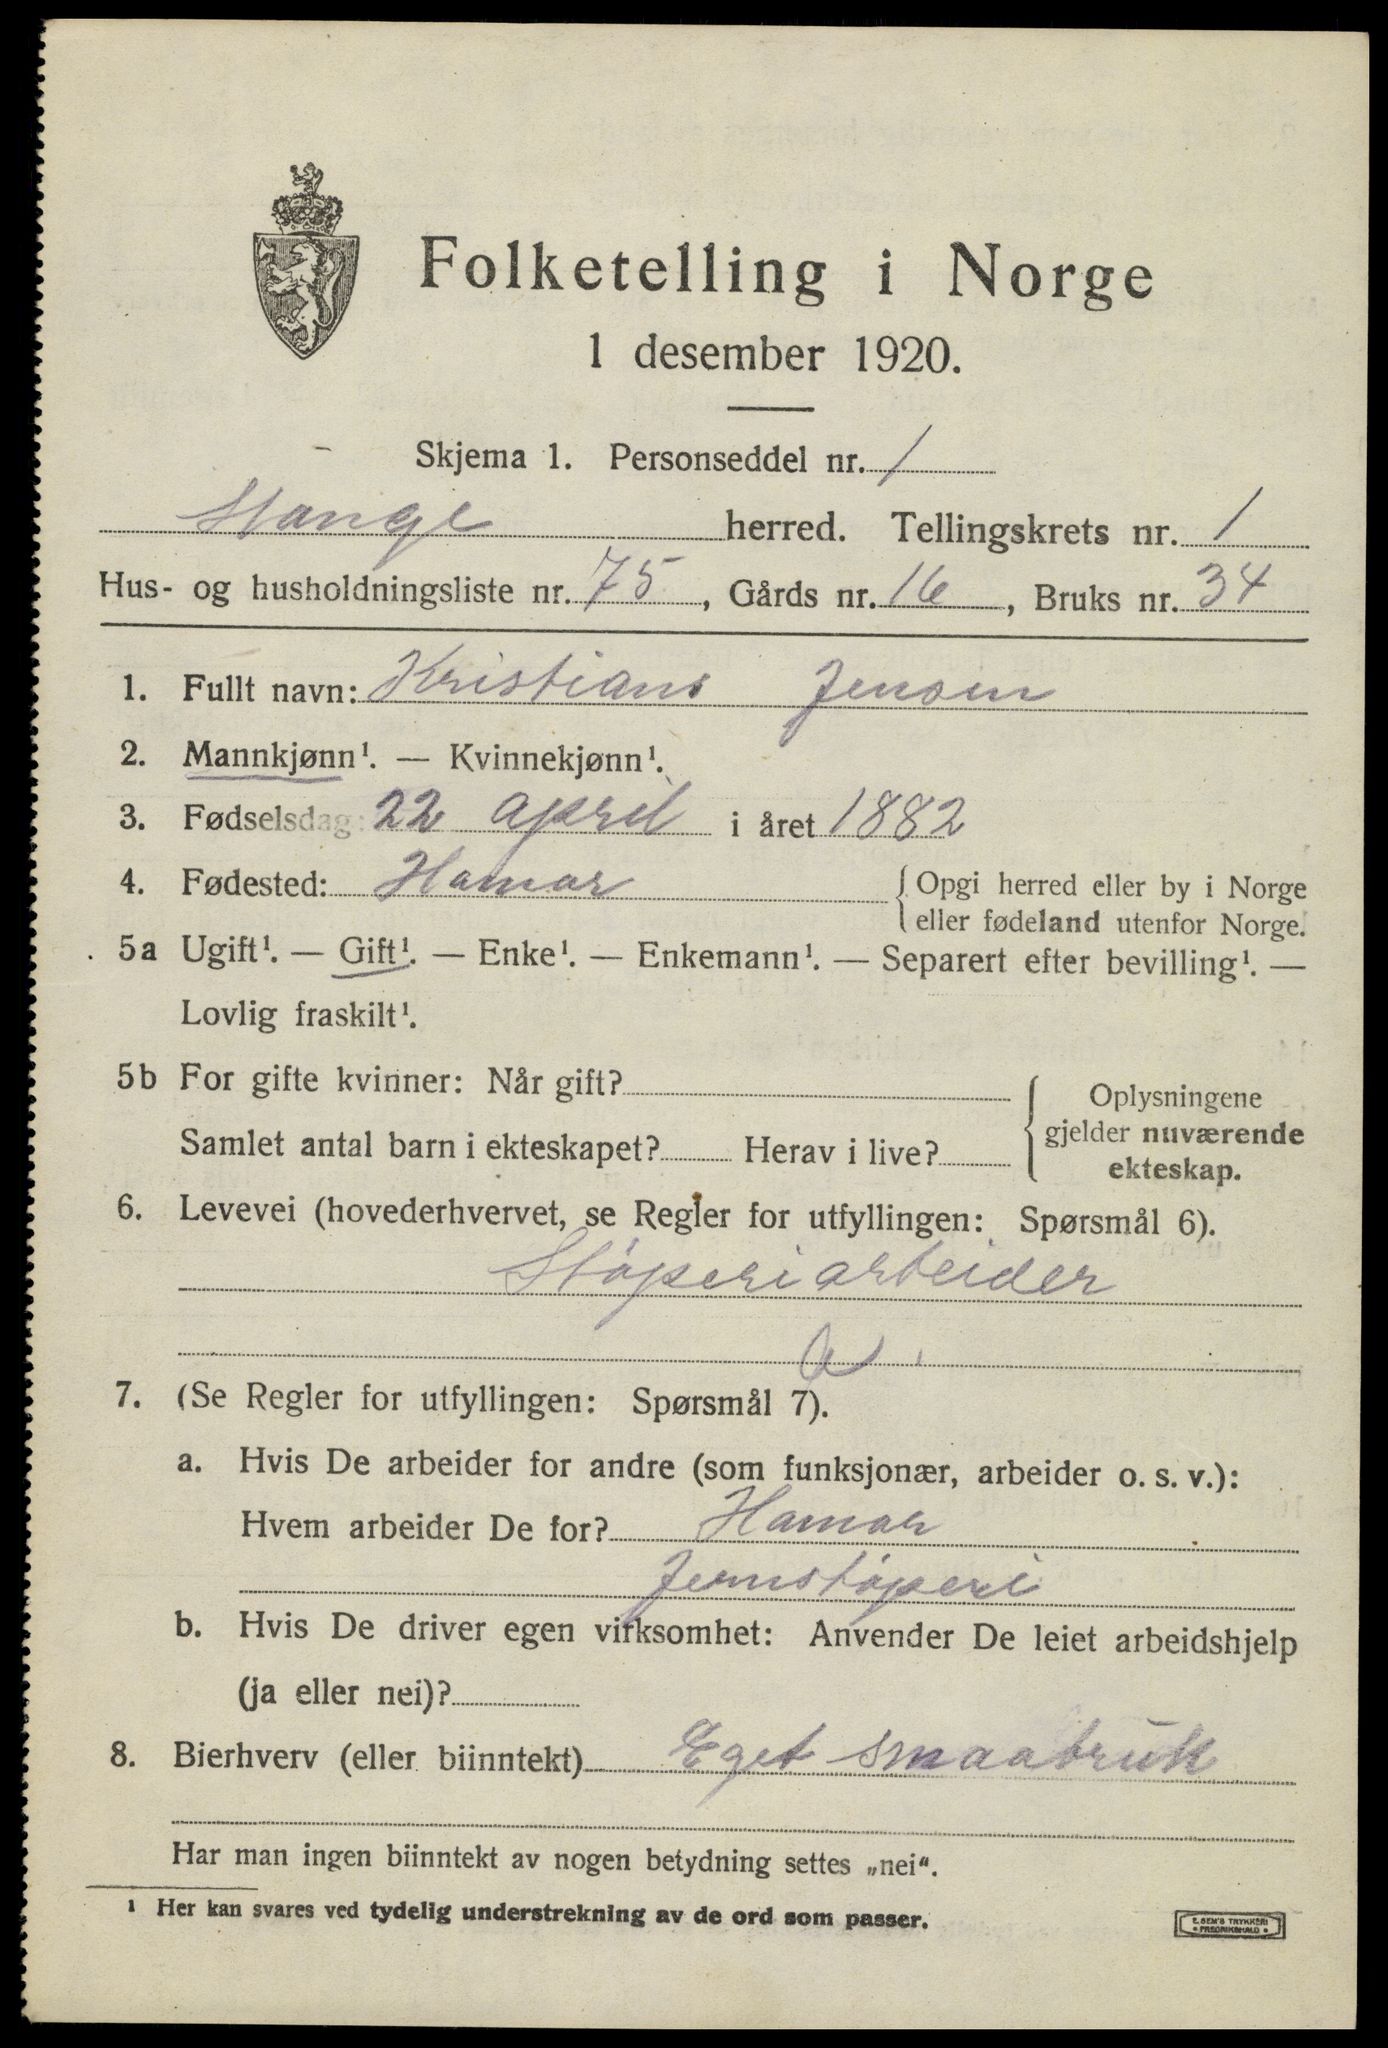 Folketelling i Norge
1 desember 1920.
Skjema 1. Personseddel nr. 1
Stange herred. Tellingskrets nr. 1
Hus- og husholdningsliste nr. 75, Gårds nr. 16, Bruks nr. 34
1. Fullt navn: Kristians Jensen
2. Mannkjønn¹. — Kvinnekjønn¹.
3. Fødselsdag: 22 april i året 1882
4. Fødested: Hamar {Opgi herred eller by i Norge
eller fødeland utenfor Norge.
5a Ugift¹. — Gift¹. — Enke¹. — Enkemann¹. — Separert efter bevilling¹. —
Lovlig fraskilt¹.
5b For gifte kvinner: Når gift?
Samlet antal barn i ekteskapet? Herav i live?
Oplysningene
gjelder nuværende
ekteskap.
6. Levevei (hovederhvervet, se Regler for utfyllingen: Spørsmål 6).
Støperiarbeider
a
7. (Se Regler for utfyllingen: Spørsmål 7).
a. Hvis De arbeider for andre (som funksjonær, arbeider o. s. v.):
Hvem arbeider De for? Hamar
Jernstøperi
b. Hvis De driver egen virksomhet: Anvender De leiet arbeidshjelp
(ja eller nei)?
8. Bierhverv (eller biinntekt) Eget smaabruk
Har man ingen biinntekt av nogen betydning settes „nei“.
¹ Her kan svares ved tydelig understrekning av de ord som passer.
E. SEM'S TRYKKERI
• FREDRIKSHALD •